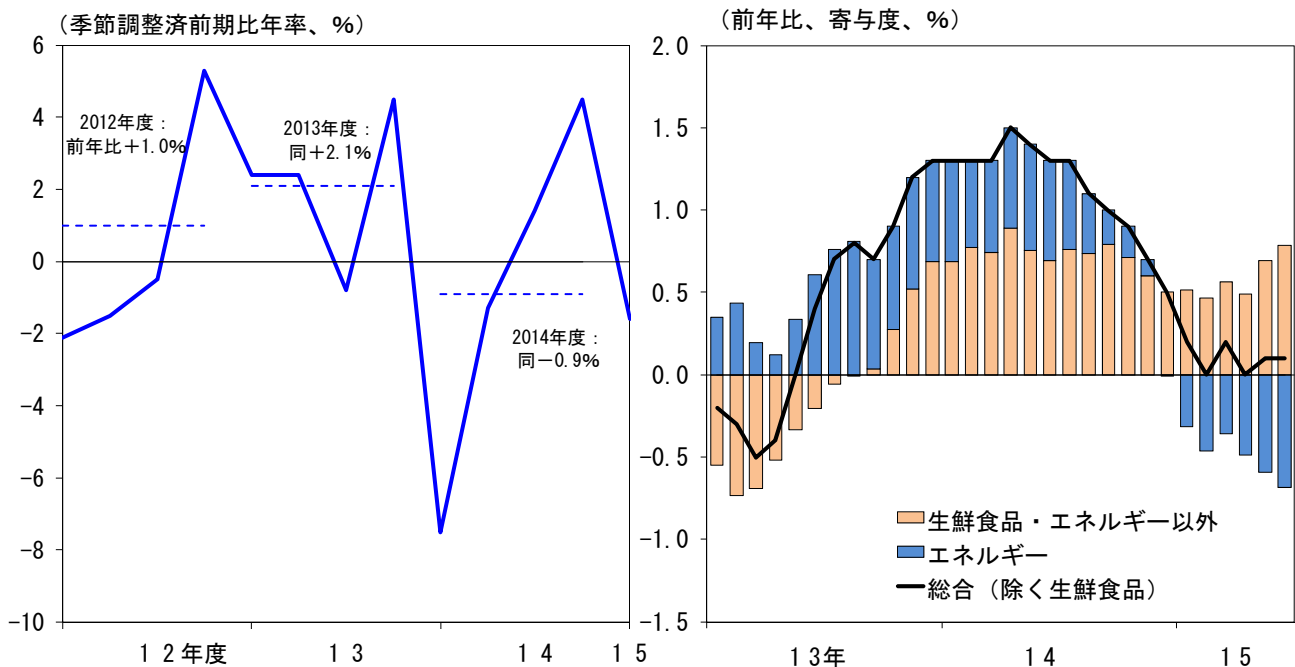 （季節調整済前期比年率、%）
6
4
2
0
-2
-4
-6
-8
-10
2012年度：
前年比＋1.0%
2013年度：
同＋2.1%
2014年度：
同－0.9%
１２年度
１３
１４
１５
（前年比、寄与度、%）
2.0
1.5
1.0
0.5
0.0
-0.5
-1.0
-1.5
生鮮食品・エネルギー以外
エネルギー
総合（除く生鮮食品）
１３年
１４
１５